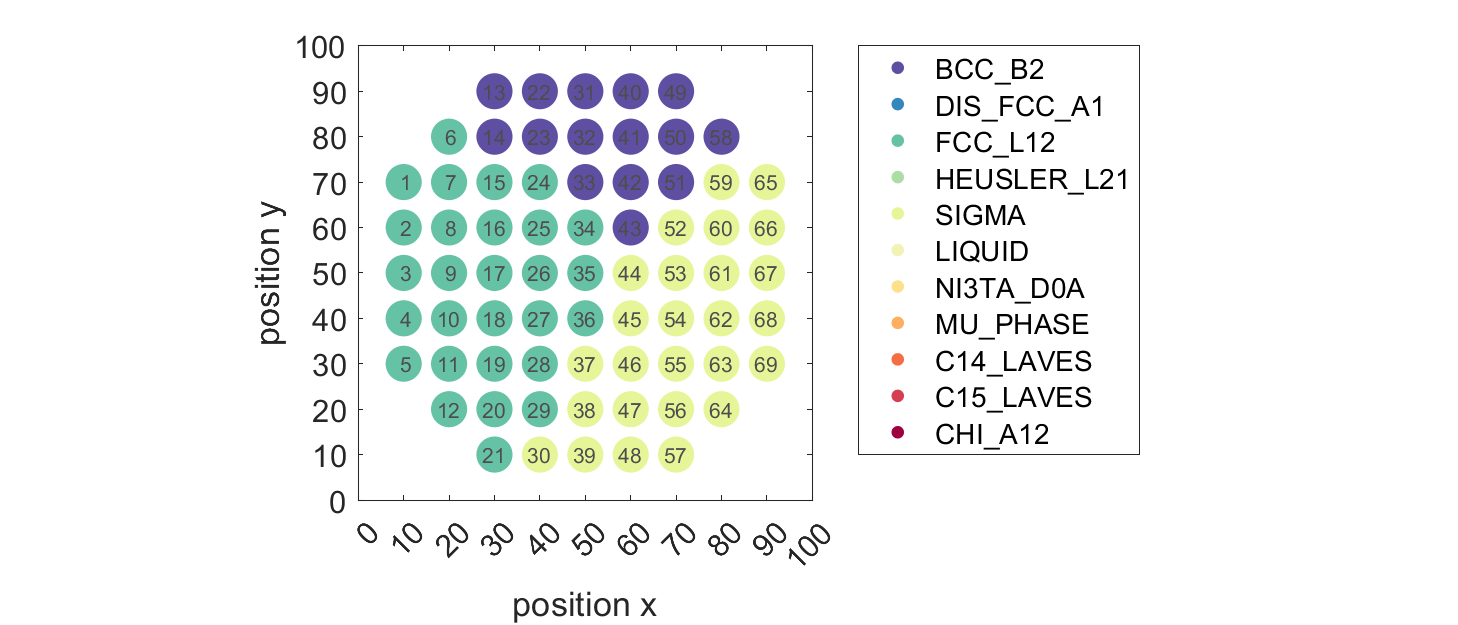 100
90
80
70
60
50
40
30
20
10
0
position y
13 22 31 40 49
6 14 23 32 41 50 58
1 7 15 24 33 42 51 59 65
2 8 16 25 34 43 52 60 66
3 9 17 26 35 44 53 61 67
4 10 18 27 36 45 54 62 68
5 11 19 28 37 46 55 63 69
12 20 29 38 47 56 64
21 30 39 48 57
0 10 20 30 40 50 60 70 80 90 100
position x
BCC_B2
DIS_FCC_A1
FCC_L12
HEUSLER_L21
SIGMA
LIQUID
NI3TA_D0A
MU_PHASE
C14_LAVES
C15_LAVES
CHI_A12